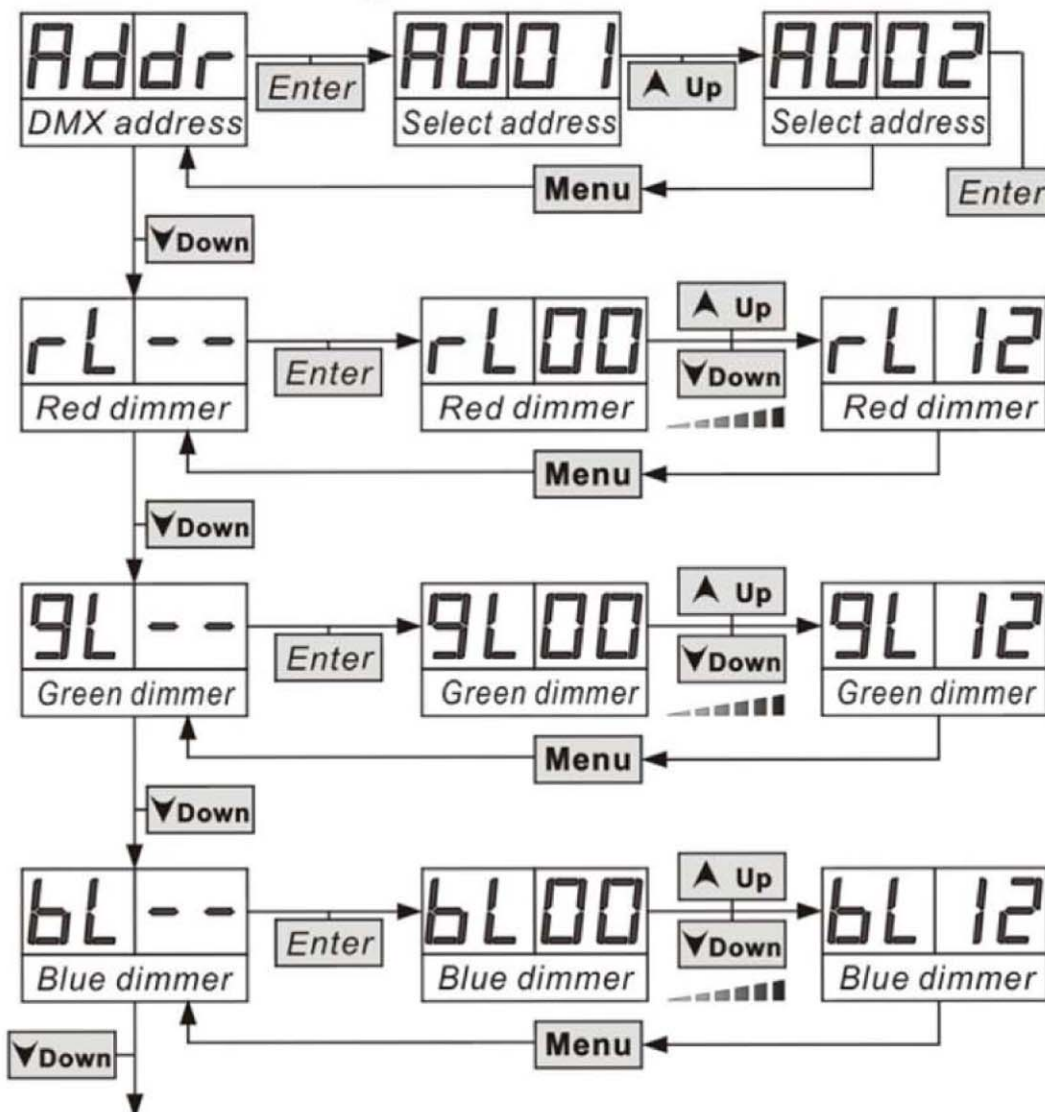 Addr A001 A002
Enter ▲ Up
DMX address Select address Select address
Menu Enter
▼Down
rL-- rL00 rL12
▲ Up
Enter ▼Down
Red dimmer Red dimmer Red dimmer
Menu
▼Down
gL-- gL00 gL12
▲ Up
Enter ▼Down
Green dimmer Green dimmer Green dimmer
Menu
▼Down
bL-- bL00 bL12
▲ Up
Enter ▼Down
Blue dimmer Blue dimmer Blue dimmer
Menu
▼Down